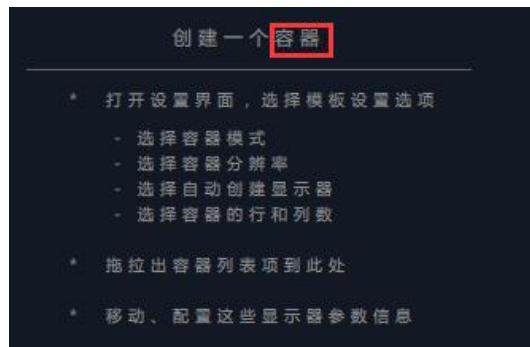 创建一个容器
* 打开设置界面，选择模板设置选项
- 选择容器模式
- 选择容器分辨率
- 选择自动创建显示器
- 选择容器的行和列数
* 拖拉出容器列表项到此处
* 移动、配置这些显示器参数信息